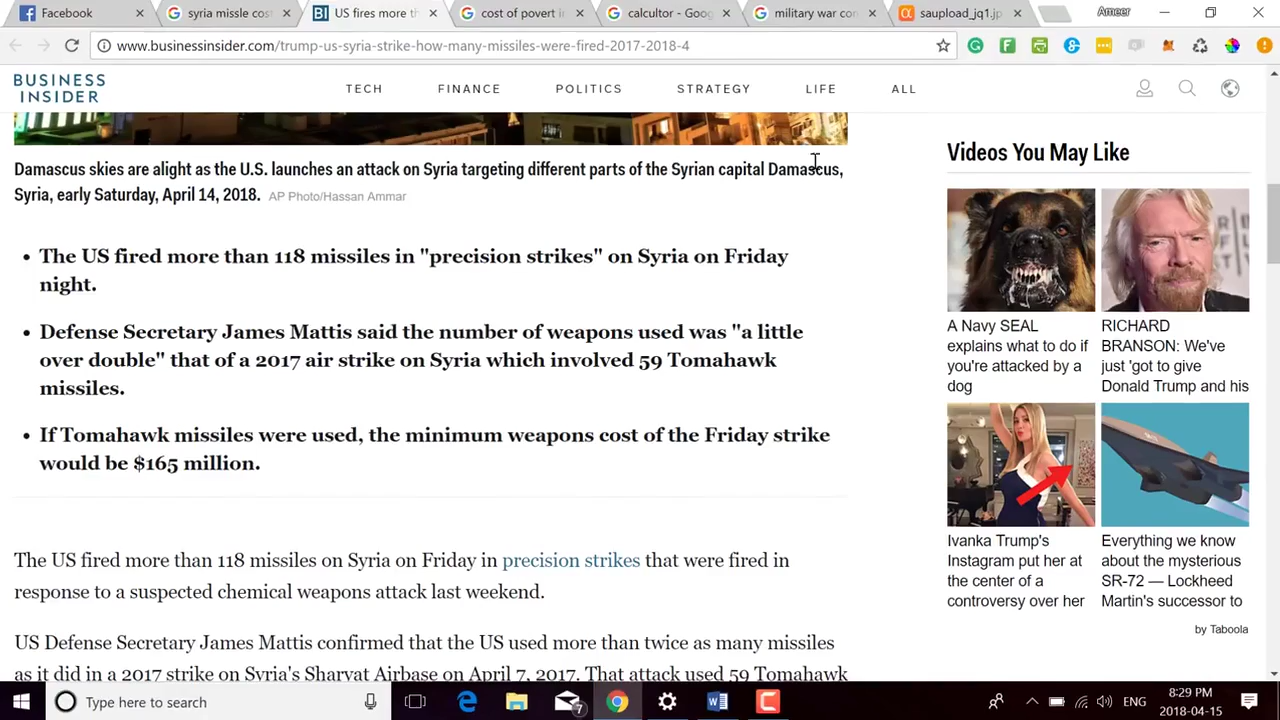 Facebook
syria missle cos
US fires more th
cost of povert i
calcultor - Goog
military war con
saupload_jq1.jp
Ameer
www.businessinsider.com/trump-us-syria-strike-how-many-missiles-were-fired-2017-2018-4
BUSINESS
INSIDER
TECH
FINANCE
POLITICS
STRATEGY
LIFE
ALL
Damascus skies are alight as the U.S. launches an attack on Syria targeting different parts of the Syrian capital Damascus,
Syria, early Saturday, April 14, 2018. AP Photo/Hassan Ammar
• The US fired more than 118 missiles in "precision strikes" on Syria on Friday
night.
• Defense Secretary James Mattis said the number of weapons used was "a little
over double" that of a 2017 air strike on Syria which involved 59 Tomahawk
missiles.
• If Tomahawk missiles were used, the minimum weapons cost of the Friday strike
would be $165 million.
The US fired more than 118 missiles on Syria on Friday in precision strikes that were fired in
response to a suspected chemical weapons attack last weekend.
US Defense Secretary James Mattis confirmed that the US used more than twice as many missiles
as it did in a 2017 strike on Syria's Sharyat Airbase on April 7, 2017. That attack used 59 Tomahawk
Videos You May Like
A Navy SEAL
explains what to do if
you're attacked by a
dog
RICHARD
BRANSON: We've
just 'got to give
Donald Trump and his
Ivanka Trump's
Instagram put her at
the center of a
controversy over her
Everything we know
about the mysterious
SR-72 — Lockheed
Martin's successor to
by Taboola
Type here to search
7
ENG
8:29 PM
2018-04-15